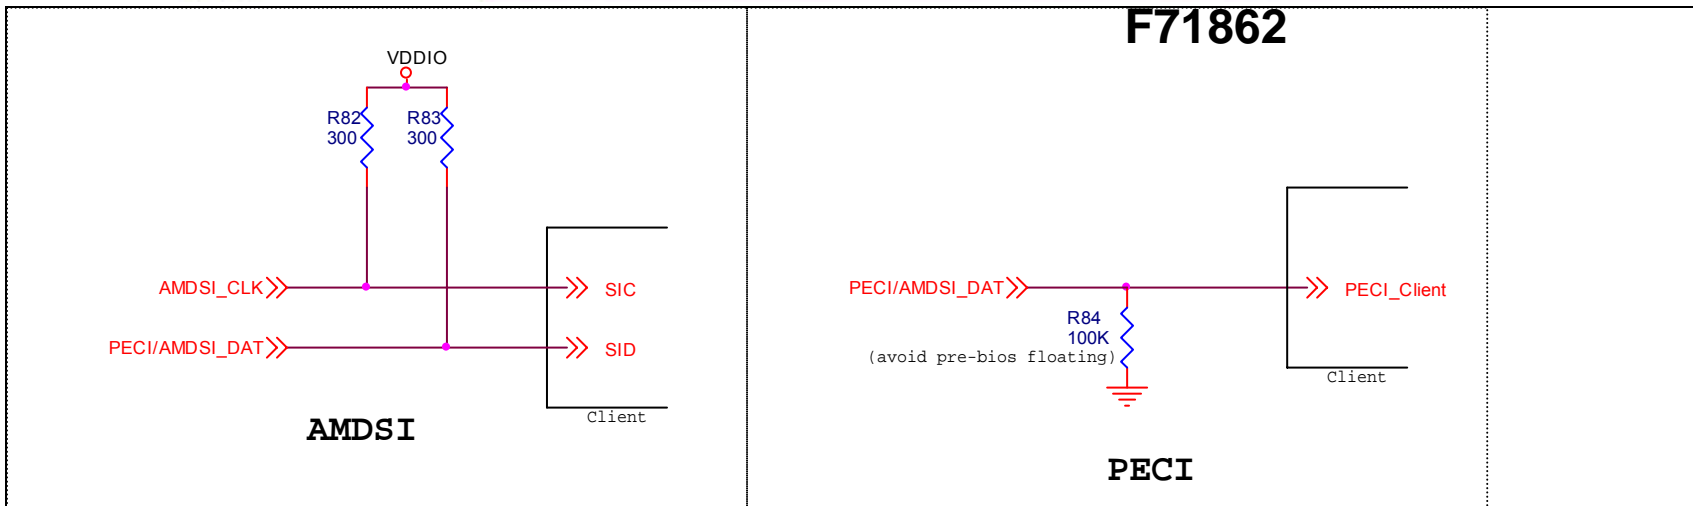 F71862
VDDIO
R82
300
R83
300
AMDSI_CLK
SIC
PECI/AMDSI_DAT
SID
Client
AMDSI
PECI/AMDSI_DAT
PECI_Client
R84
100K
(avoid pre-bios floating)
Client
PECI